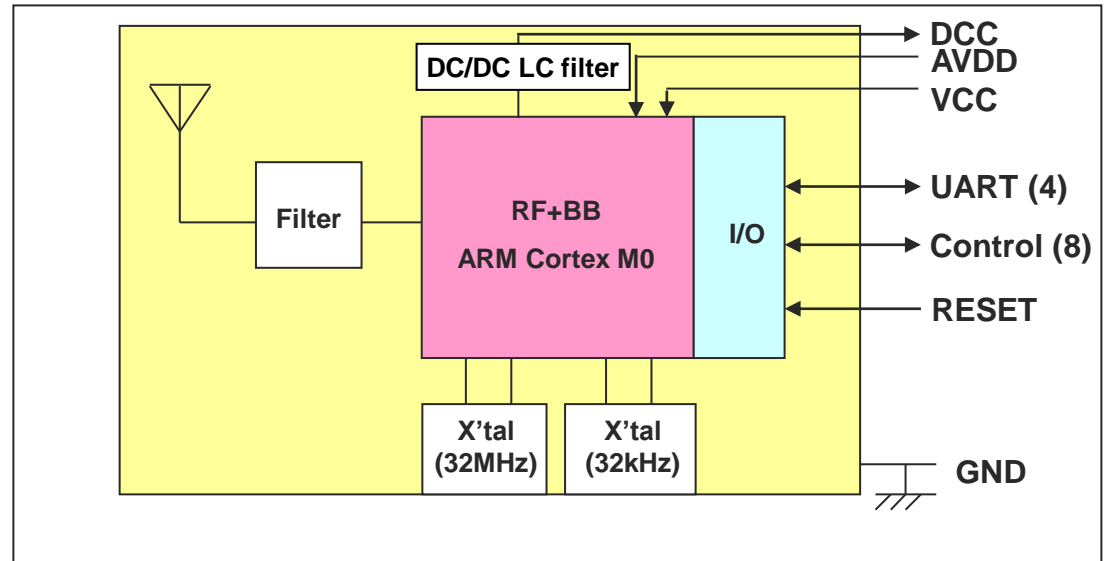 DCC
DC/DC LC filter
AVDD
VCC
Filter
RF+BB
ARM Cortex M0
I/O
UART (4)
Control (8)
RESET
X'tal
(32MHz)
X'tal
(32kHz)
GND